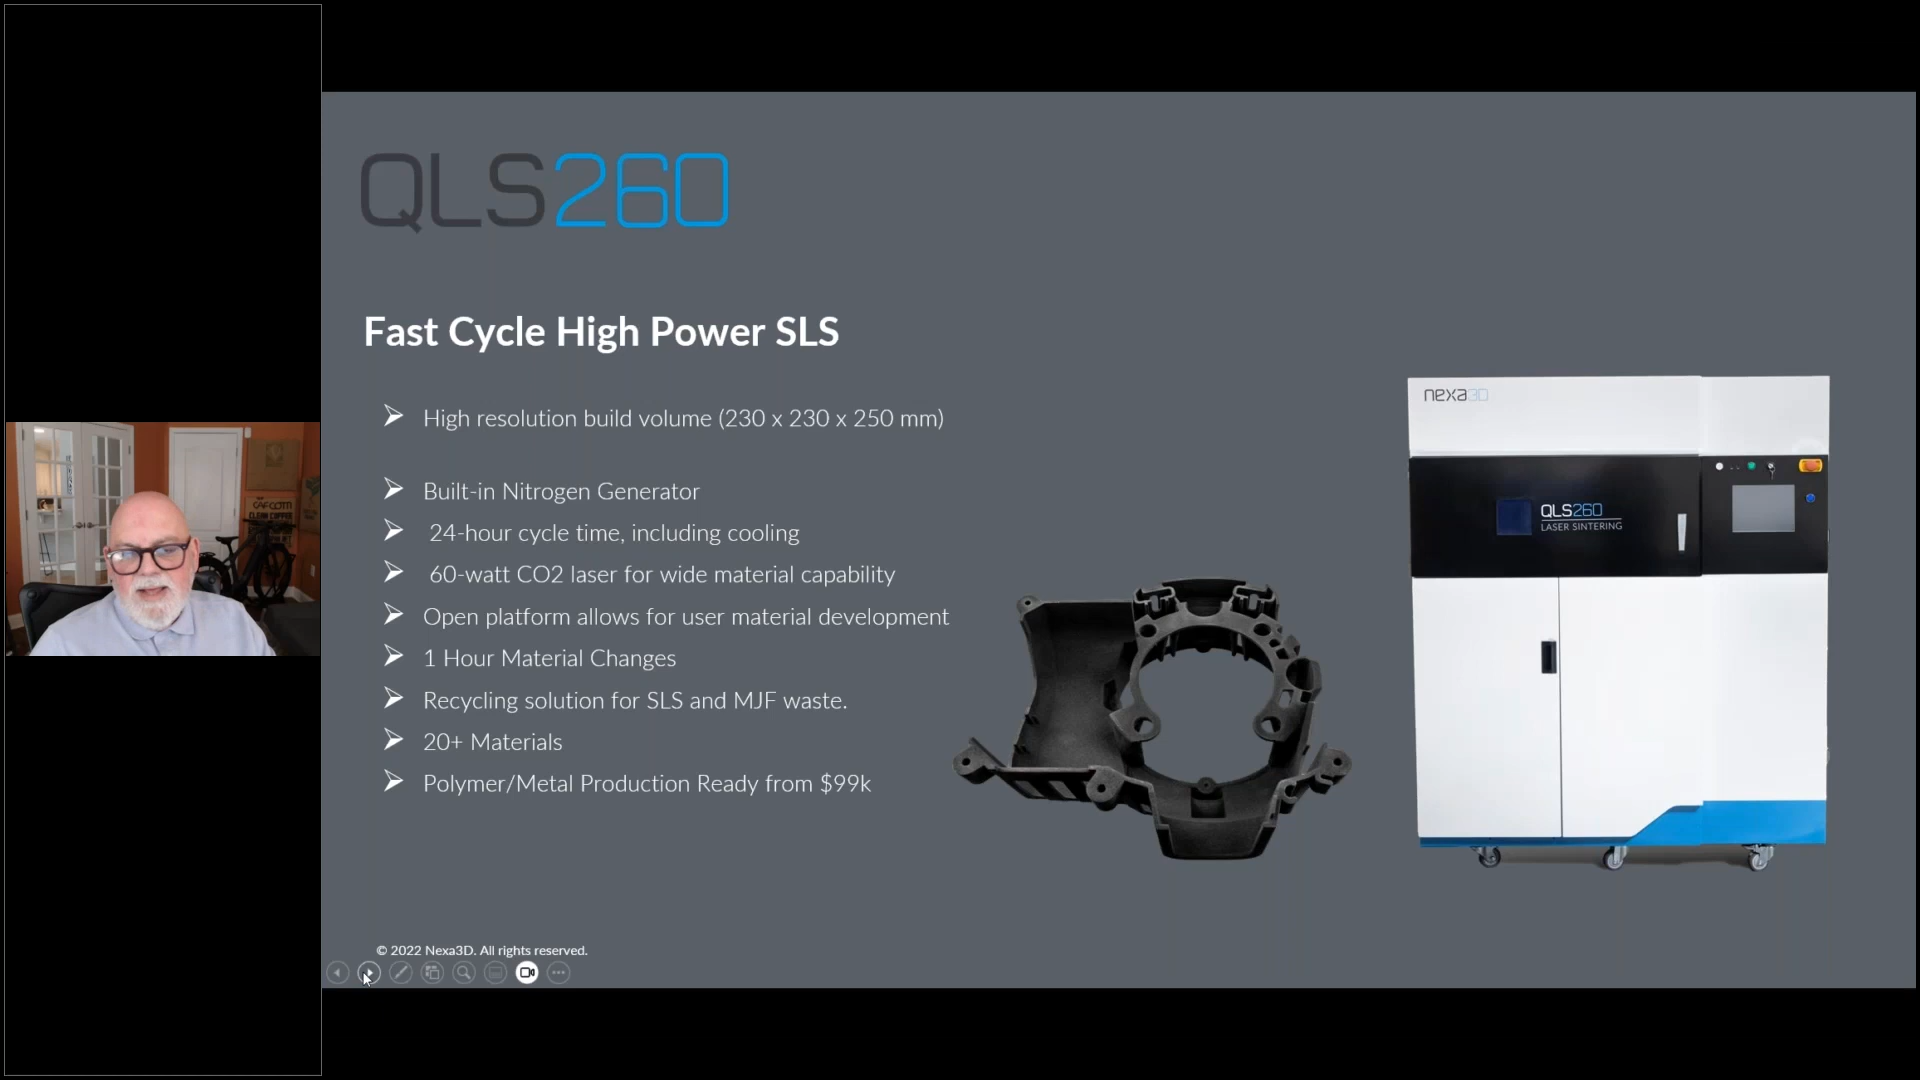 QLS260
Fast Cycle High Power SLS
High resolution build volume (230 x 230 x 250 mm)
Built-in Nitrogen Generator
24-hour cycle time, including cooling
60-watt CO2 laser for wide material capability
Open platform allows for user material development
1 Hour Material Changes
Recycling solution for SLS and MJF waste.
20+ Materials
Polymer/Metal Production Ready from $99k
nexa3D
QLS260
LASER SINTERING
© 2022 Nexa3D. All rights reserved.